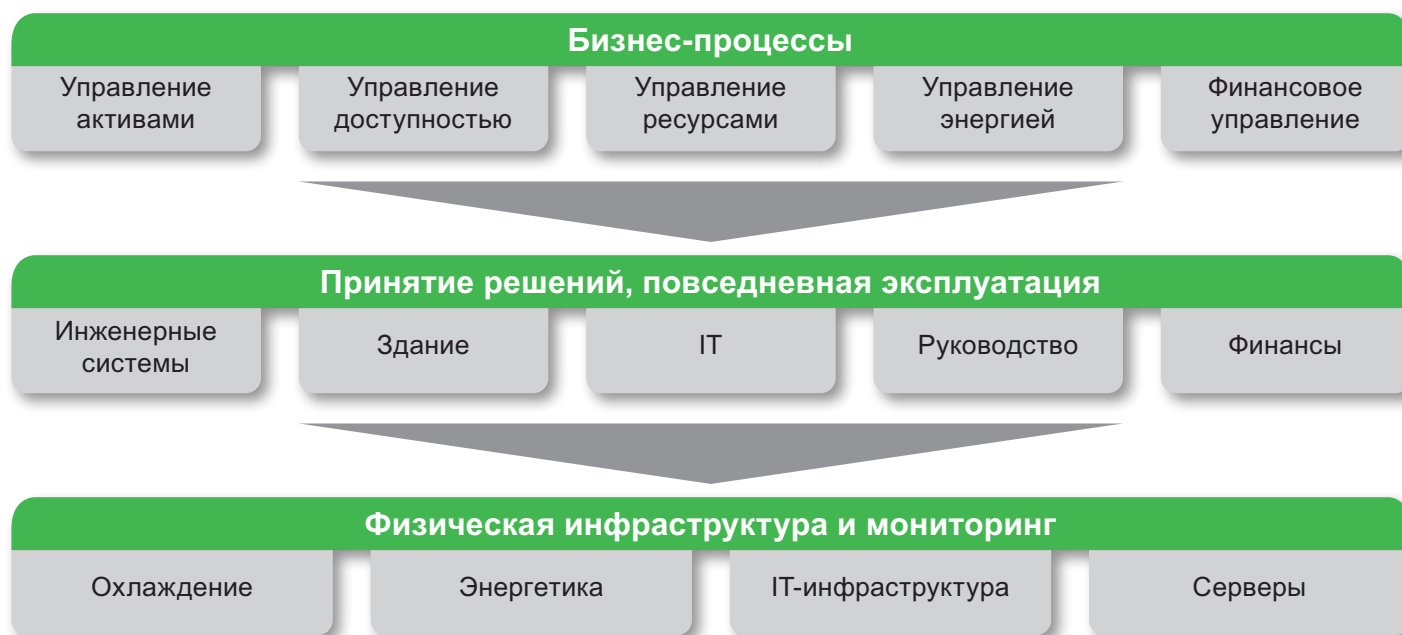 Бизнес-процессы
Управление
активами
Управление
доступностью
Управление
ресурсами
Управление
энергией
Финансовое
управление
Принятие решений, повседневная эксплуатация
Инженерные
системы
Здание
IT
Руководство
Финансы
Физическая инфраструктура и мониторинг
Охлаждение
Энергетика
IT-инфраструктура
Серверы